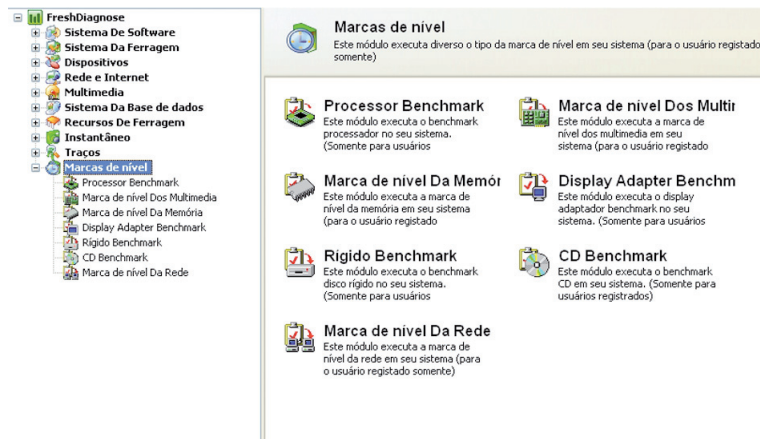 FreshDiagnose
Sistema De Software
Sistema Da Ferragem
Dispositivos
Rede e Internet
Multimedia
Sistema Da Base de dados
Recursos De Ferragem
Instantâneo
Traços
Marcas de nível
Processor Benchmark
Marca de nível Dos Multimedia
Marca de nível Da Memória
Display Adapter Benchmark
Rígido Benchmark
CD Benchmark
Marca de nível Da Rede
Marcas de nível
Este módulo executa diverso o tipo da marca de nível em seu sistema (para o usuário registado
somente)
Processor Benchmark
Este módulo executa o benchmark
processador no seu sistema.
(Somente para usuários
Marca de nível Dos Multir
Este módulo executa a marca de
nível dos multimedia em seu
sistema (para o usuário registado
Marca de nível Da Memór
Este módulo executa a marca de
nível da memória em seu sistema
(para o usuário registado
Display Adapter Benchm
Este módulo executa o display
adaptador benchmark no seu
sistema. (Somente para usuários
Rígido Benchmark
Este módulo executa o benchmark
disco rígido no seu sistema.
(Somente para usuários
CD Benchmark
Este módulo executa o benchmark
CD em seu sistema. (Somente para
usuários registrados)
Marca de nível Da Rede
Este módulo executa a marca de
nível da rede em seu sistema (para
o usuário registado somente)